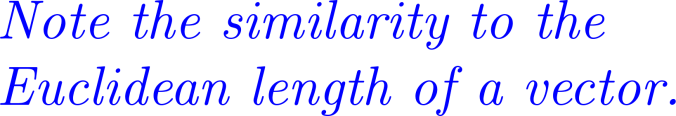 Note the similarity to the
Euclidean length of a vector.